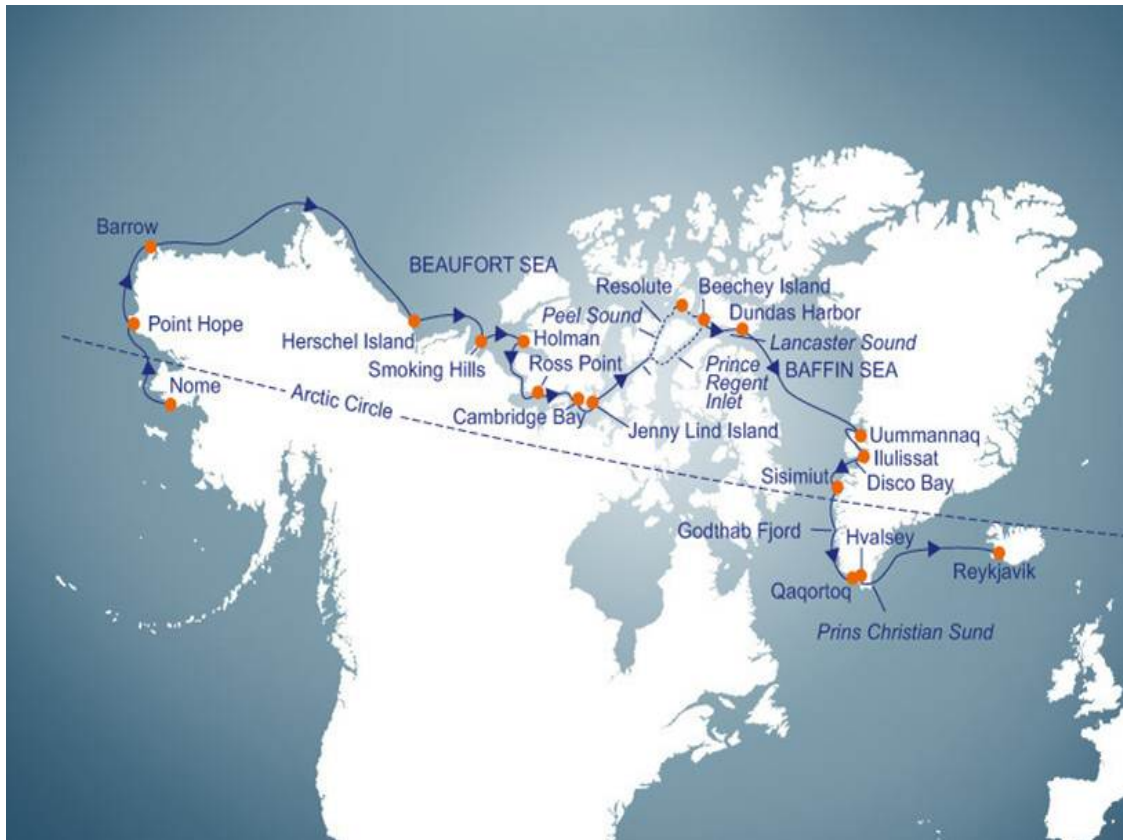 Barrow
BEAUFORT SEA
Resolute
Beechey Island
Peel Sound
Dundas Harbor
Point Hope
Herschel Island
Holman
Lancaster Sound
Smoking Hills
Ross Point
Prince
Regent
Inlet
BAFFIN SEA
Nome
Arctic Circle
Cambridge Bay
Jenny Lind Island
Uummannaq
Ilulissat
Sisimiut
Disco Bay
Godthab Fjord
Hvalsey
Reykjavik
Qaqortoq
Prins Christian Sund